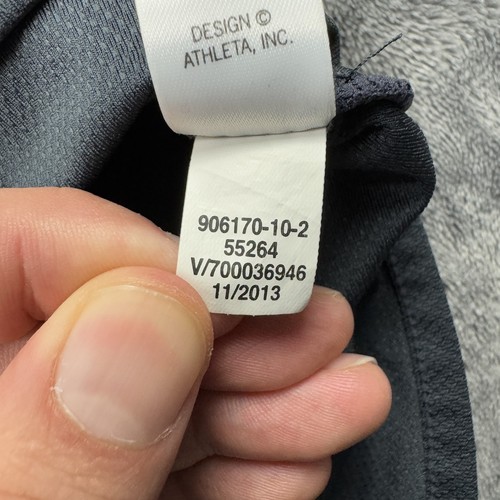 DESIGN ©
ATHLETA, INC.
906170-10-2
55264
V/700036946
11/2013